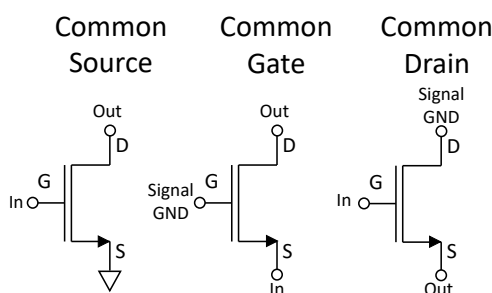 Common
Source
Out
D
G
In
S
Common
Gate
Out
D
G
Signal
GND
S
In
Common
Drain
Signal
GND
D
G
In
S
Out